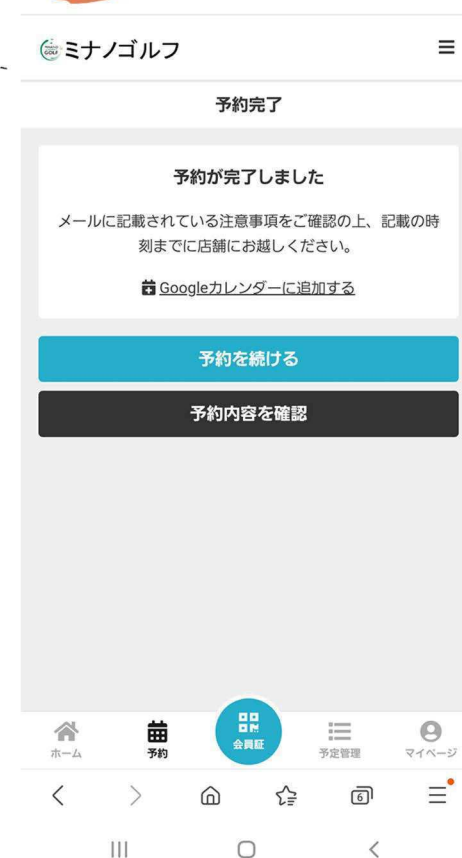 ミナノゴルフ
予約完了
予約が完了しました
メールに記載されている注意事項をご確認の上、記載の時
刻までに店舗にお越しください。
Googleカレンダーに追加する
予約を続ける
予約内容を確認
ホーム
予約
会員証
予定管理
マイページ
6